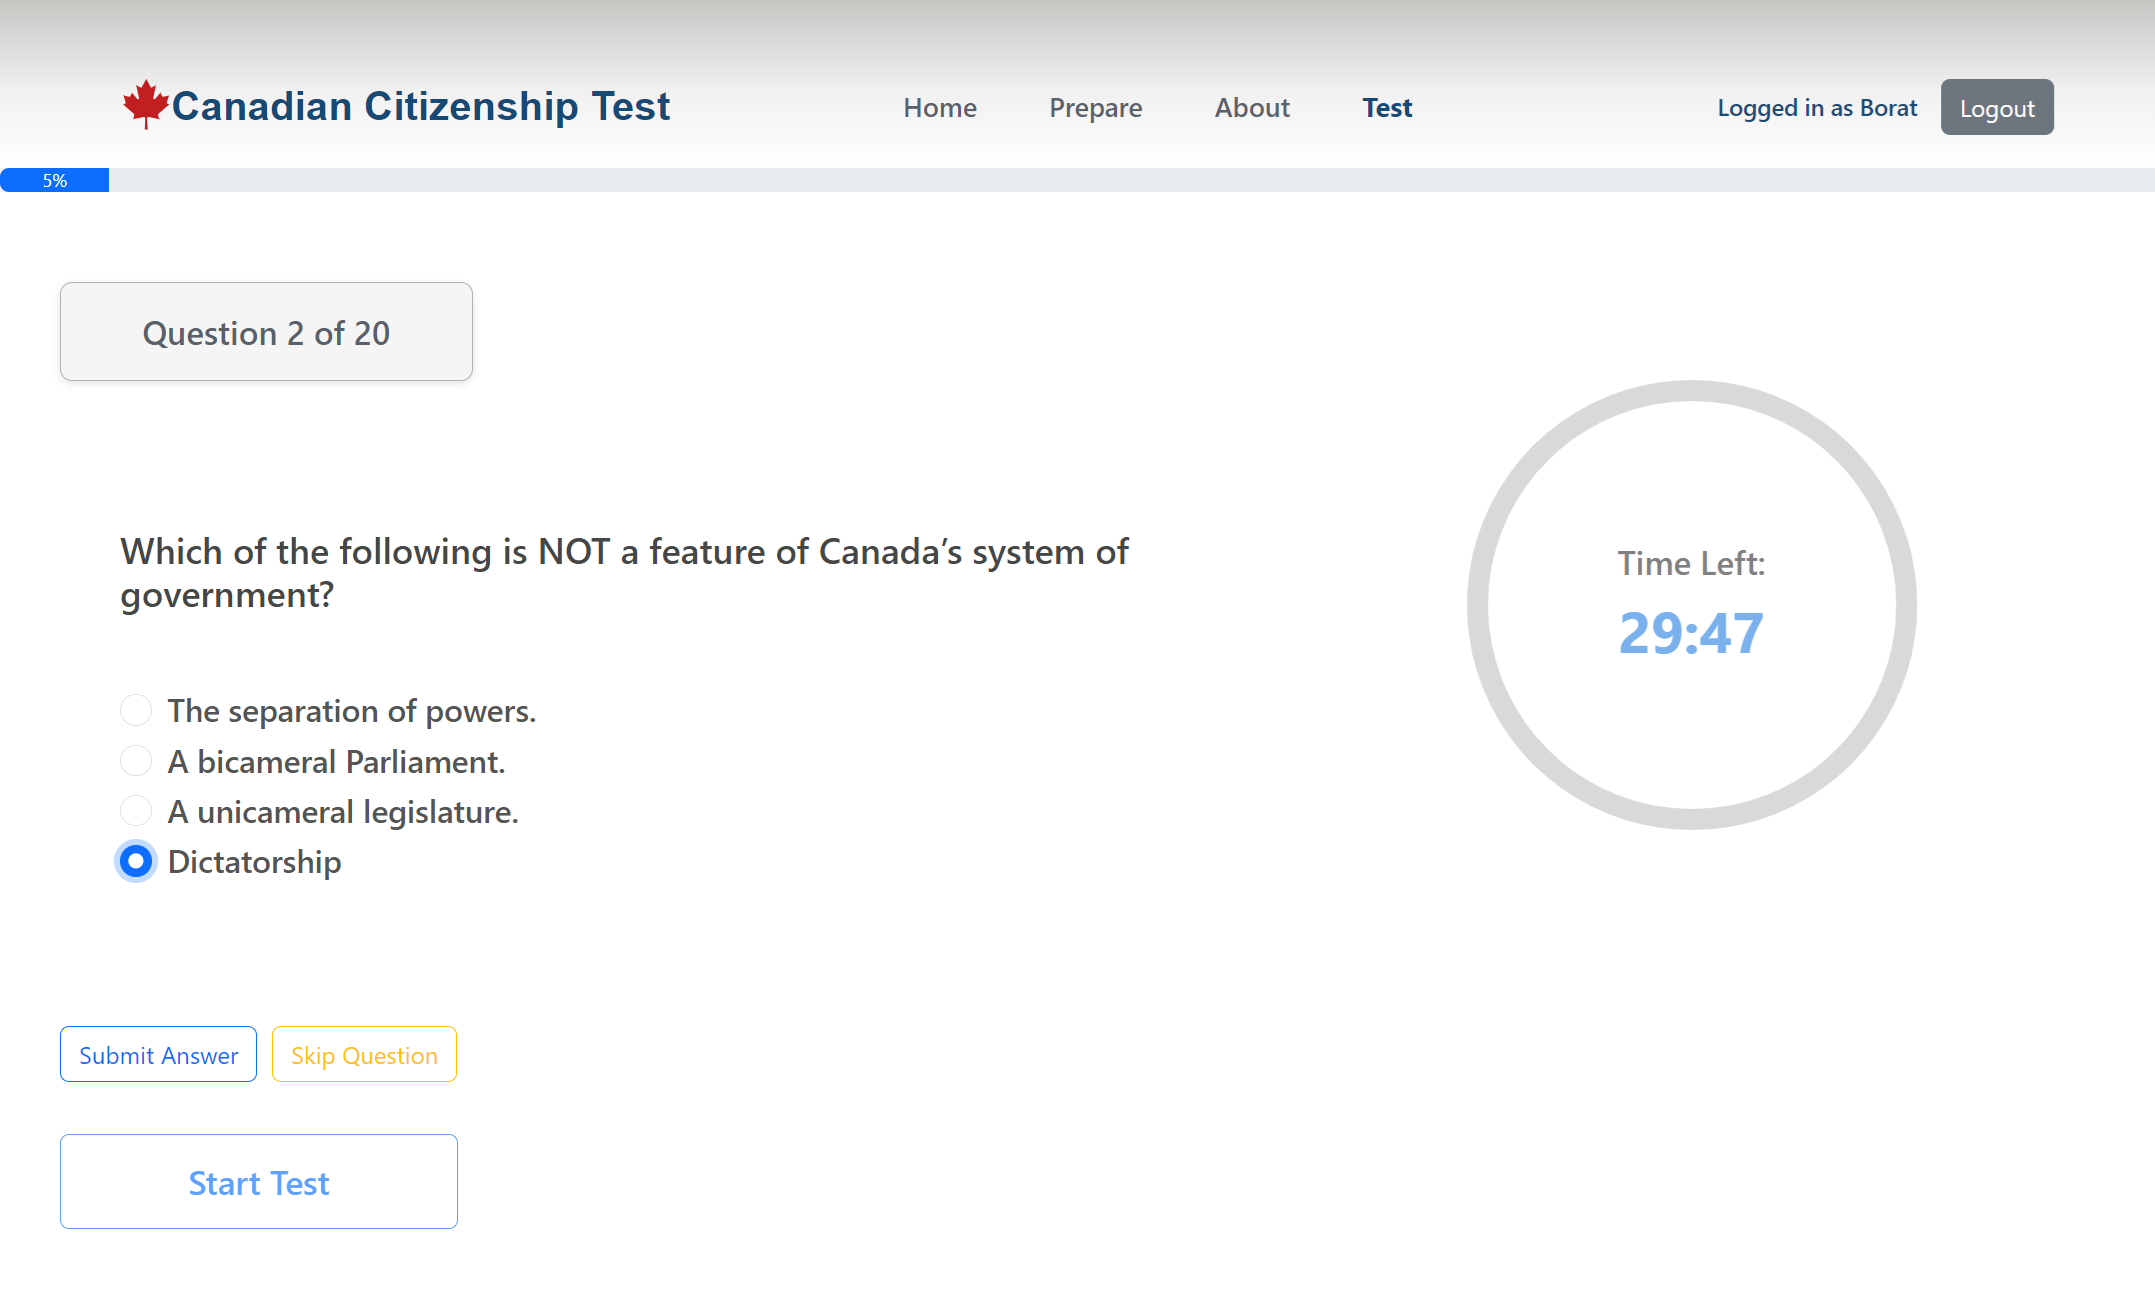 Canadian Citizenship Test
Home
Prepare
About
Test
Logged in as Borat
Logout
5%
Question 2 of 20
Which of the following is NOT a feature of Canada’s system of
government?
Time Left:
29:47
The separation of powers.
A bicameral Parliament.
A unicameral legislature.
Dictatorship
Submit Answer
Skip Question
Start Test